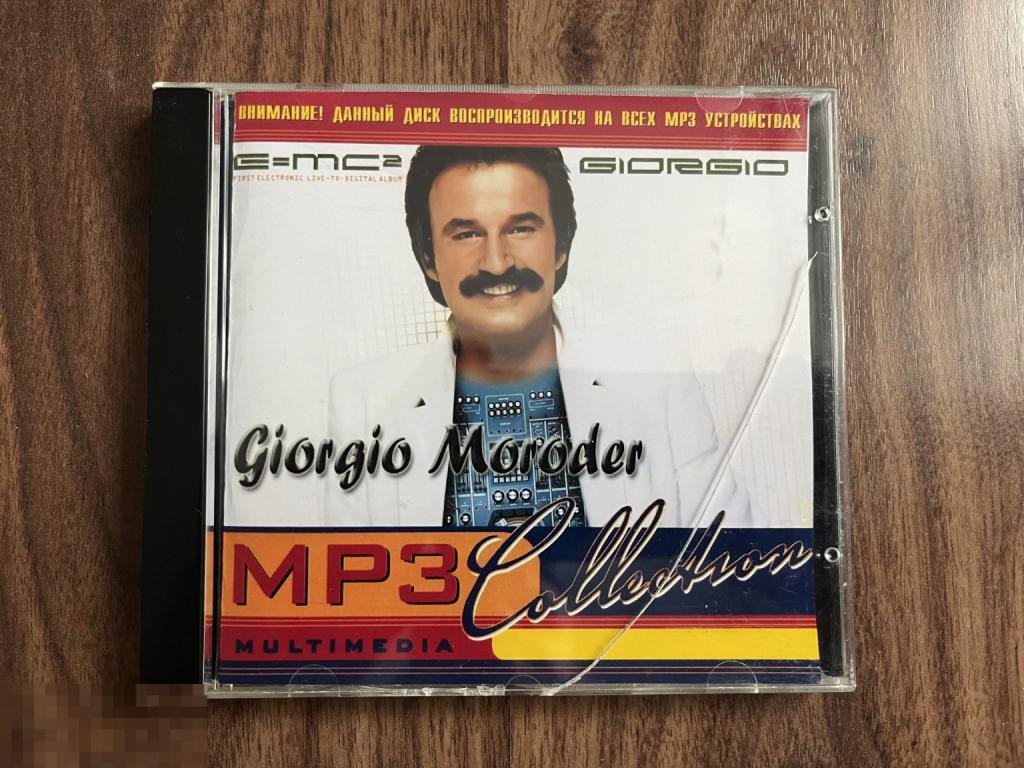 ВНИМАНИЕ! ДАННЫЙ ДИСК ВОСПРОИЗВОДИТСЯ НА ВСЕХ MP3 УСТРОЙСТВАХ
E=MC² GIORGIO
FIRST ELECTRONIC LIVE-TO-DIGITAL ALBUM
Giorgio Moroder
MP3 Collection
MULTIMEDIA